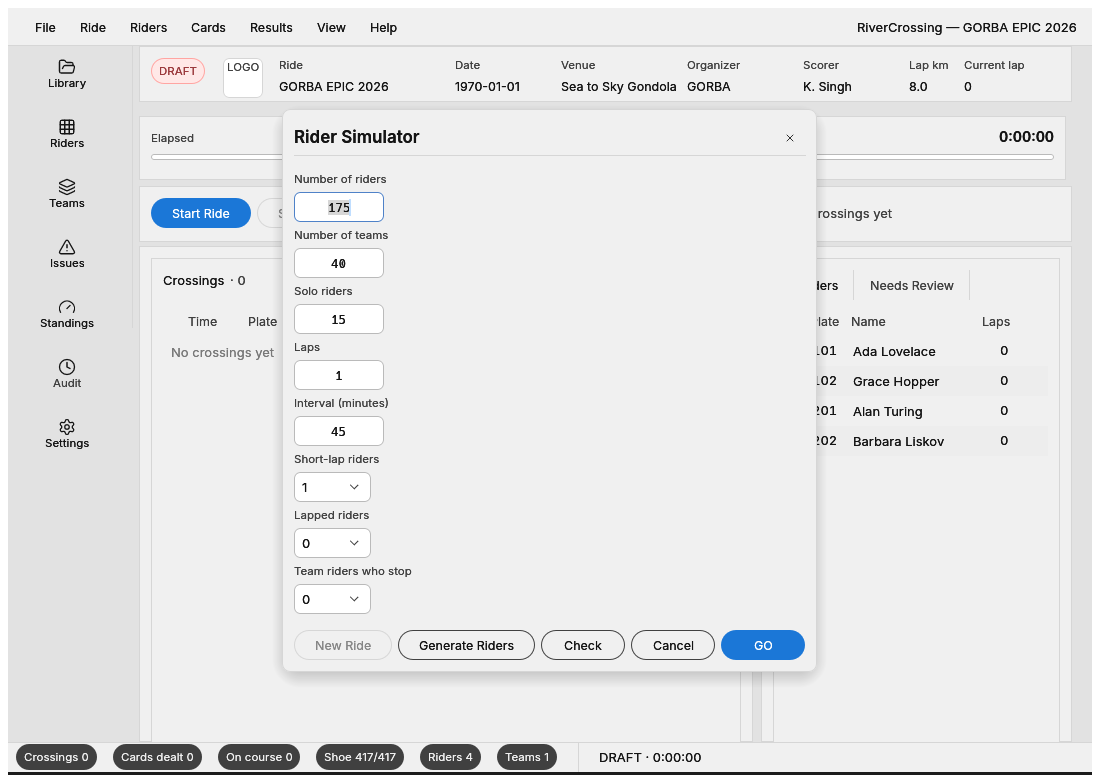 File Ride Riders Cards Results View Help RiverCrossing — GORBA EPIC 2026
Library
Riders
Teams
Issues
Standings
Audit
Settings
DRAFT
LOGO
Ride Date Venue Organizer Scorer Lap km Current lap
GORBA EPIC 2026 1970-01-01 Sea to Sky Gondola GORBA K. Singh 8.0 0
Elapsed 0:00:00
Start Ride S rossings yet
Crossings · 0
Time Plate
No crossings yet
Rider Simulator ×
Number of riders
175
Number of teams
40
Solo riders
15
Laps
1
Interval (minutes)
45
Short-lap riders
1
Lapped riders
0
Team riders who stop
0
New Ride Generate Riders Check Cancel GO
ders Needs Review
late Name Laps
101 Ada Lovelace 0
102 Grace Hopper 0
201 Alan Turing 0
202 Barbara Liskov 0
Crossings 0 Cards dealt 0 On course 0 Shoe 417/417 Riders 4 Teams 1 DRAFT · 0:00:00